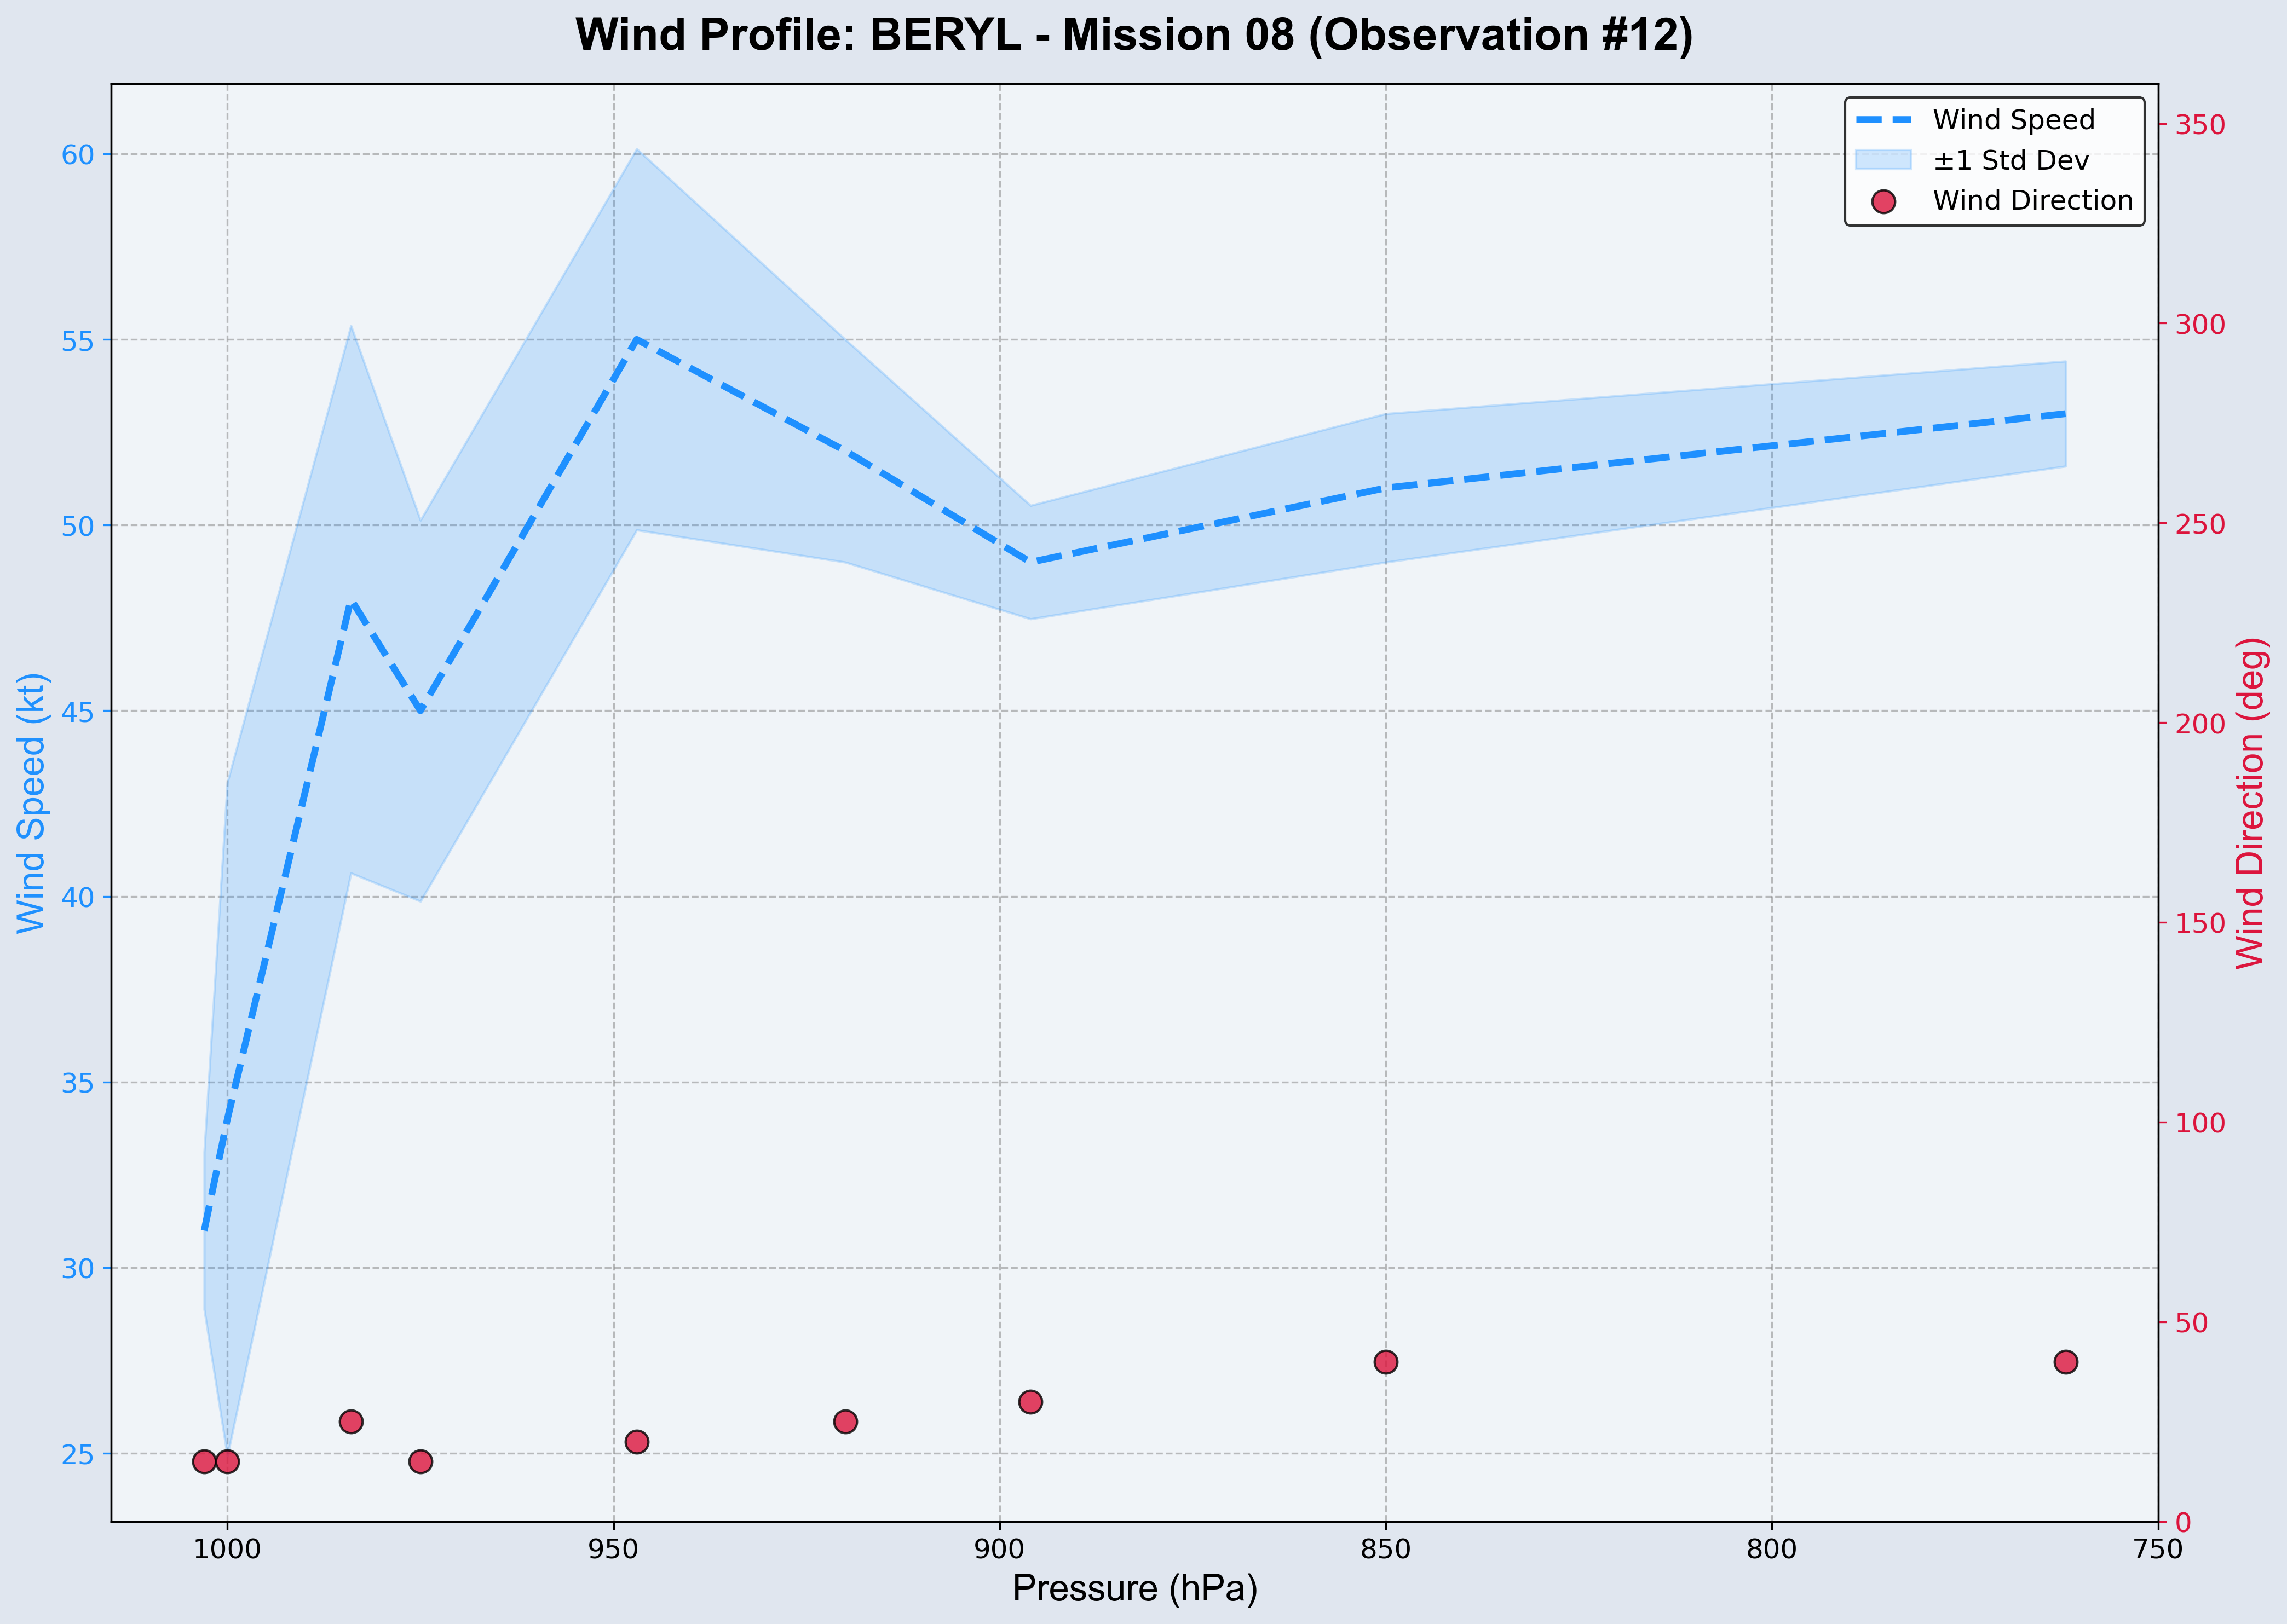 Wind Profile: BERYL - Mission 08 (Observation #12)
Wind Speed
±1 Std Dev
Wind Direction
Wind Speed (kt)
60
55
50
45
40
35
30
25
350
300
250
200
150
100
50
0
Wind Direction (deg)
1000 950 900 850 800 750
Pressure (hPa)